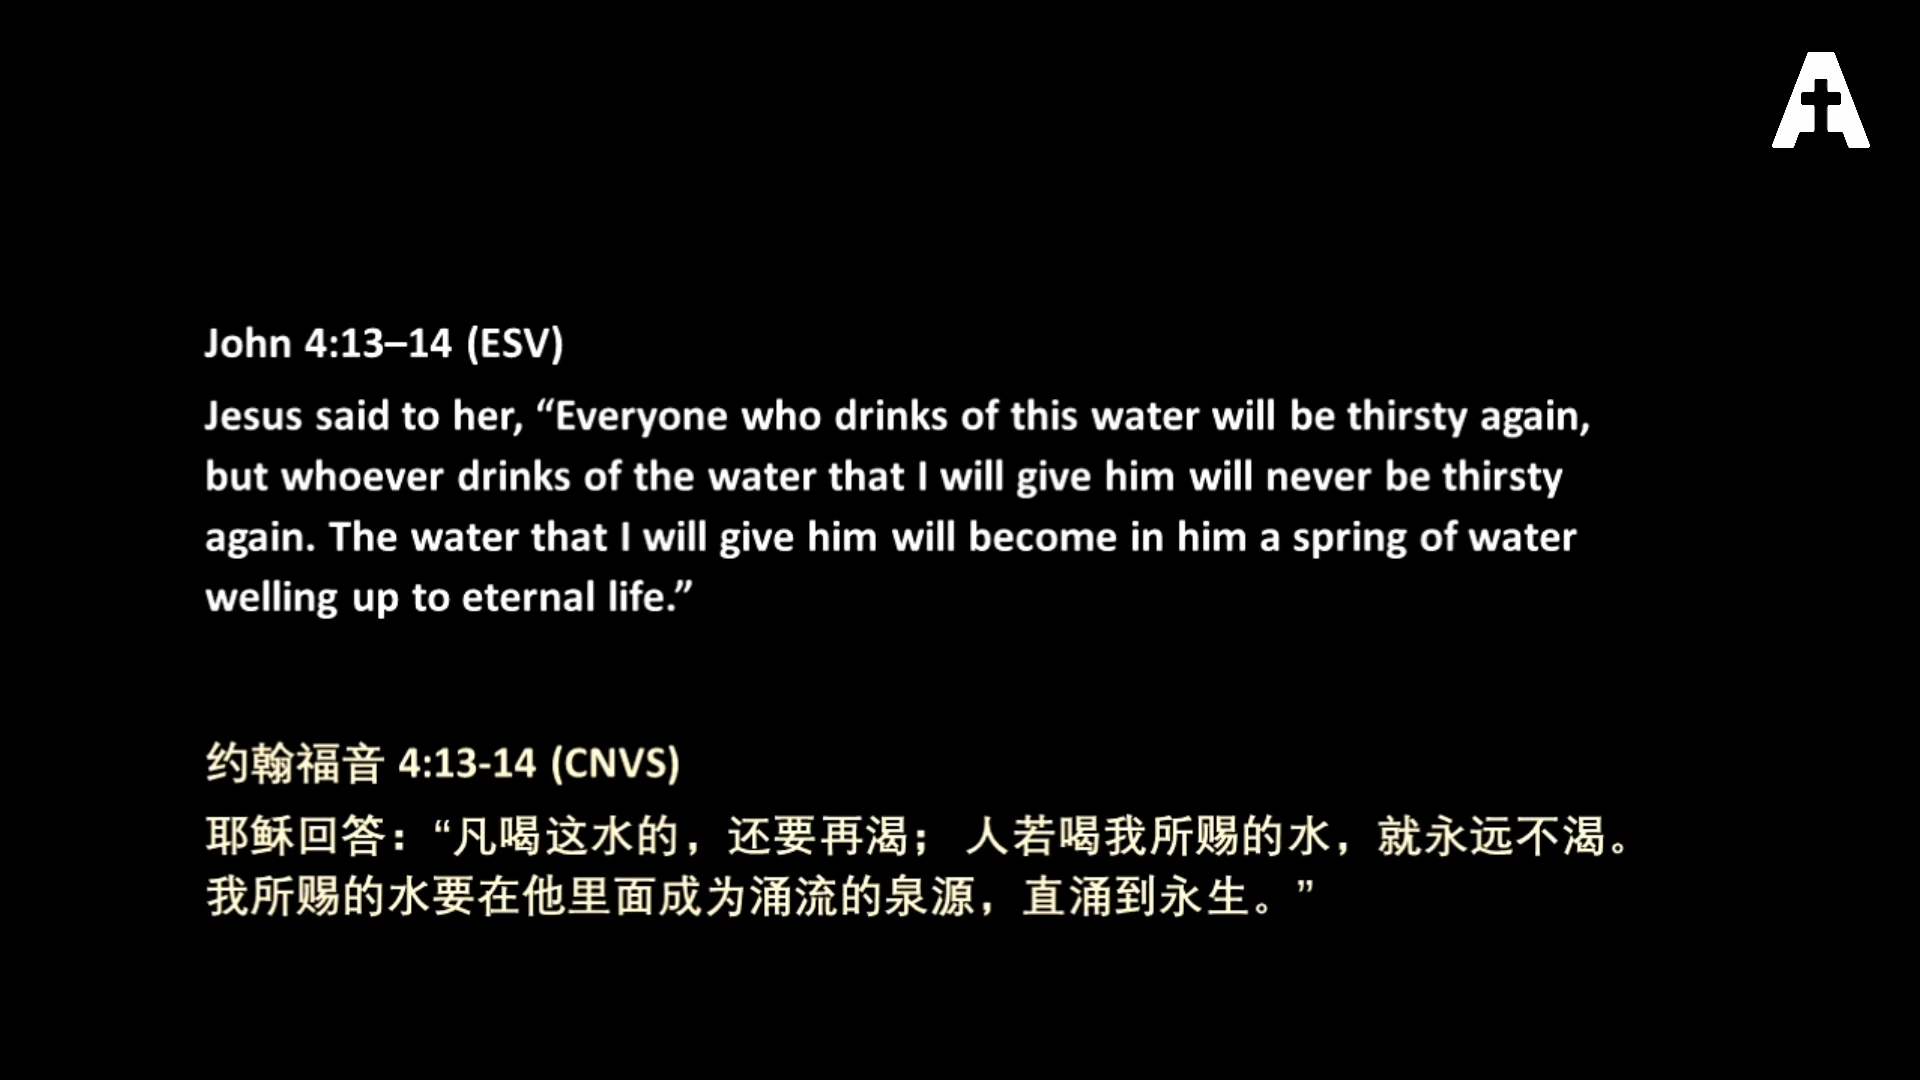 A
John 4:13–14 (ESV)
Jesus said to her, “Everyone who drinks of this water will be thirsty again,
but whoever drinks of the water that I will give him will never be thirsty
again. The water that I will give him will become in him a spring of water
welling up to eternal life.”
约翰福音 4:13-14 (CNVS)
耶稣回答：“凡喝这水的，还要再渴； 人若喝我所赐的水，就永远不渴。
我所赐的水要在他里面成为涌流的泉源，直涌到永生。”